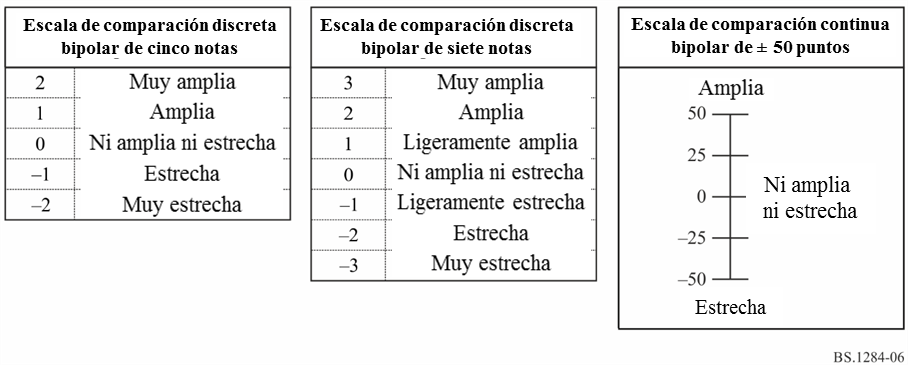 Escala de comparación discreta
bipolar de cinco notas
2 Muy amplia
1 Amplia
0 Ni amplia ni estrecha
–1 Estrecha
–2 Muy estrecha
Escala de comparación discreta
bipolar de siete notas
3 Muy amplia
2 Amplia
1 Ligeramente amplia
0 Ni amplia ni estrecha
–1 Ligeramente estrecha
–2 Estrecha
–3 Muy estrecha
Escala de comparación continua
bipolar de ± 50 puntos
Amplia
50
25
0 Ni amplia
ni estrecha
–25
–50
Estrecha
BS.1284-06